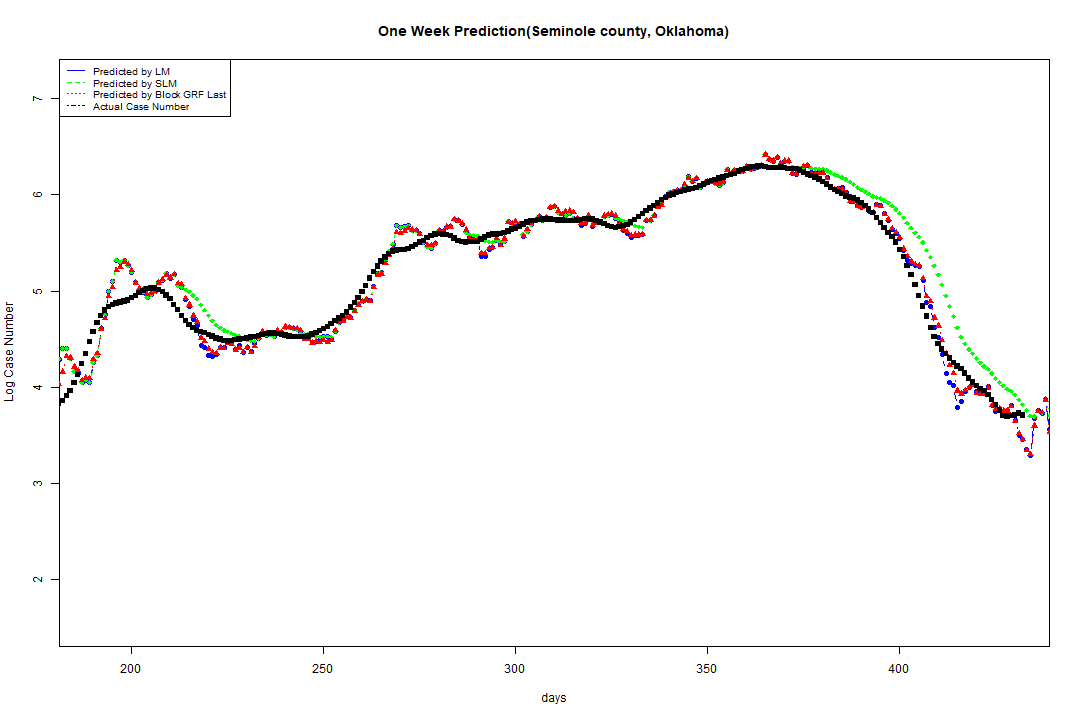 One Week Prediction(Seminole county, Oklahoma)
Predicted by LM
Predicted by SLM
Predicted by Block GRF Last
Actual Case Number
7
6
5
4
3
2
Log Case Number
200 250 300 350 400
days